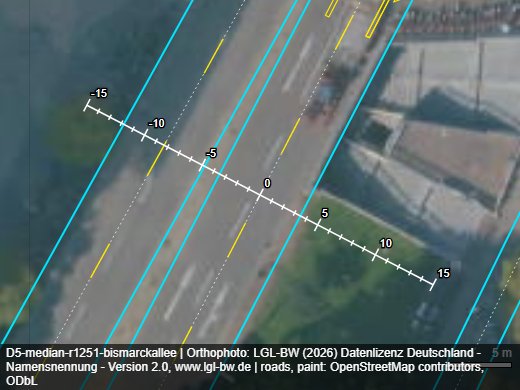 -15
-10
-5
0
5
10
15
5 m
D5-median-r1251-bismarckallee | Orthophoto: LGL-BW (2026) Datenlizenz Deutschland -
Namensnennung - Version 2.0, www.lgl-bw.de | roads, paint: OpenStreetMap contributors,
ODbL